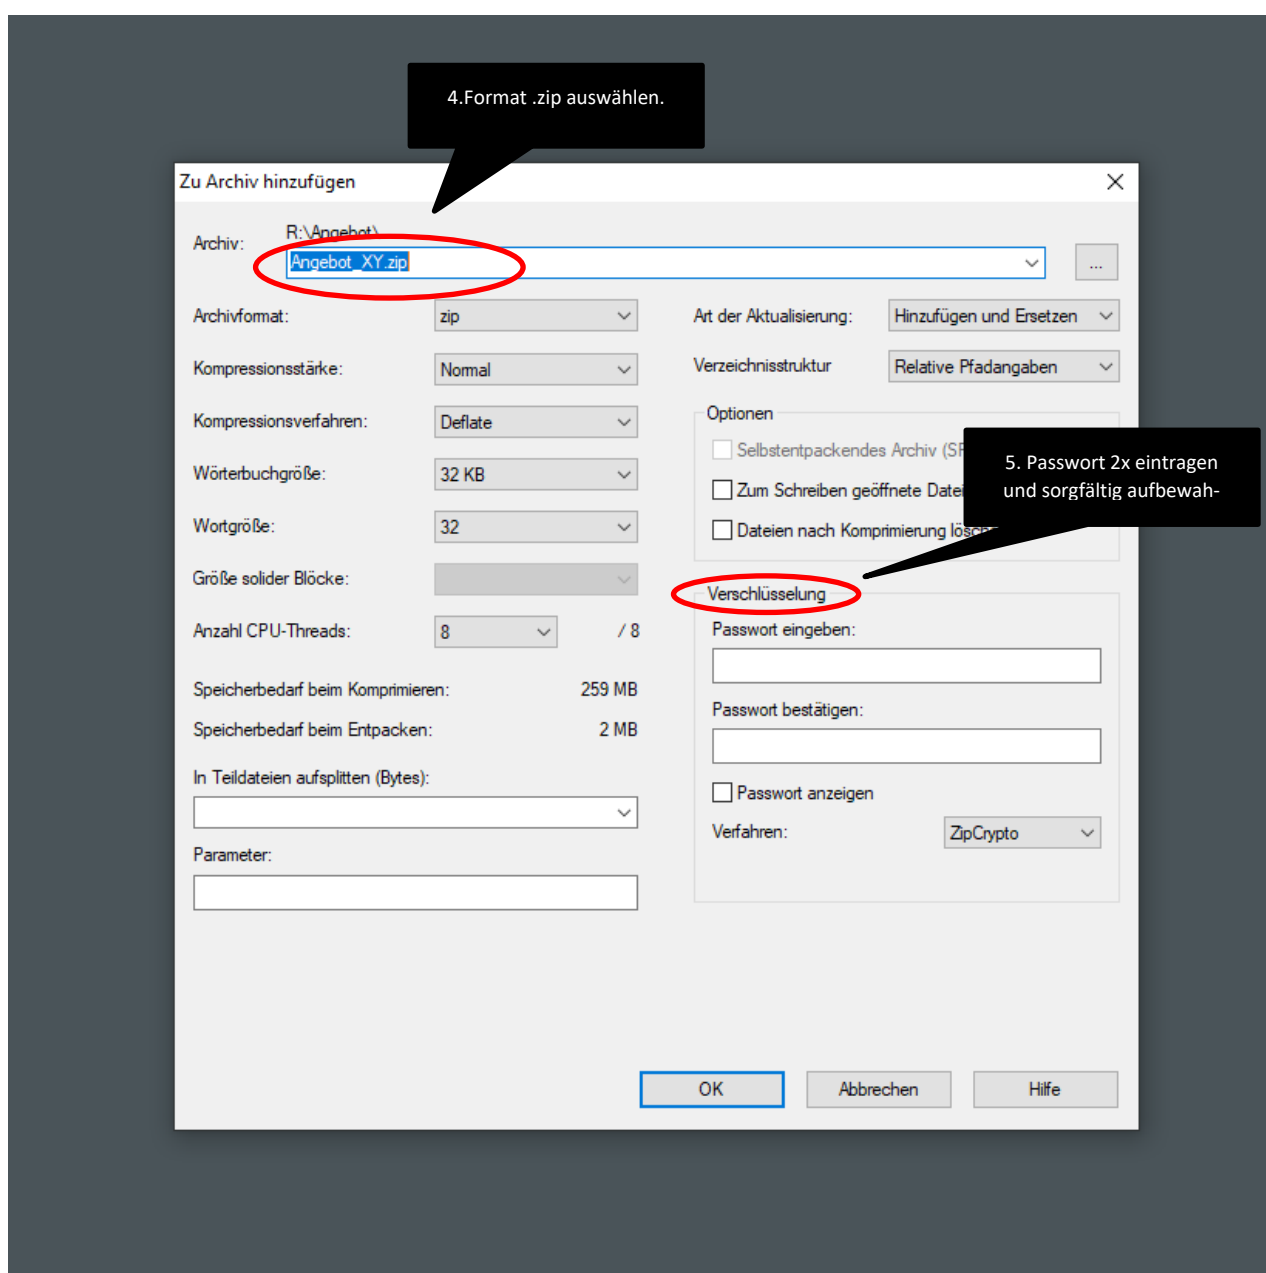 4.Format .zip auswählen.
Zu Archiv hinzufügen
Archiv:
R:\Angebot\
Angebot_XY.zip
...
Archivformat:
zip
Kompressionsstärke:
Normal
Kompressionsverfahren:
Deflate
Wörterbuchgröße:
32 KB
Wortgröße:
32
Größe solider Blöcke:
Anzahl CPU-Threads:
8
/ 8
Speicherbedarf beim Komprimieren:
259 MB
Speicherbedarf beim Entpacken:
2 MB
In Teildateien aufsplitten (Bytes):
Parameter:
Art der Aktualisierung:
Hinzufügen und Ersetzen
Verzeichnisstruktur
Relative Pfadangaben
Optionen
Selbstentpackendes Archiv
Zum Schreiben geöffnete
Dateien nach Komprimierung
5. Passwort 2x eintragen
und sorgfältig aufbewah-
Verschlüsselung
Passwort eingeben:
Passwort bestätigen:
Passwort anzeigen
Verfahren:
ZipCrypto
OK
Abbrechen
Hilfe